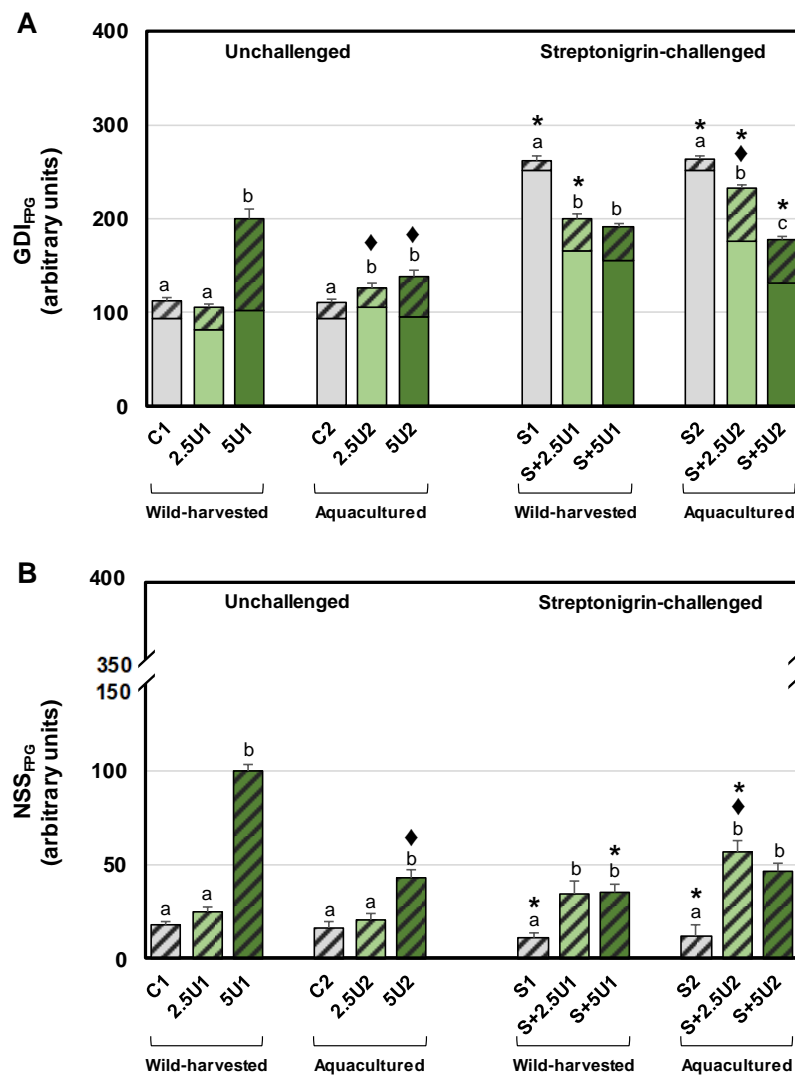 A
400
Unchallenged
Streptonigrin-challenged
300
200
100
0
GDI_FPG
(arbitrary units)
* * *
a a ♦
* b
b b b *
♦ ♦ c
b b
a a a
C1 2.5U1 5U1 C2 2.5U2 5U2 S1 S+2.5U1 S+5U1 S2 S+2.5U2 S+5U2
Wild-harvested Aquacultured Wild-harvested Aquacultured
B
400
Unchallenged
Streptonigrin-challenged
350
150
100
50
0
NSS_FPG
(arbitrary units)
b
*
♦ ♦
b b
b * b *
a a a a * b a
a
C1 2.5U1 5U1 C2 2.5U2 5U2 S1 S+2.5U1 S+5U1 S2 S+2.5U2 S+5U2
Wild-harvested Aquacultured Wild-harvested Aquacultured